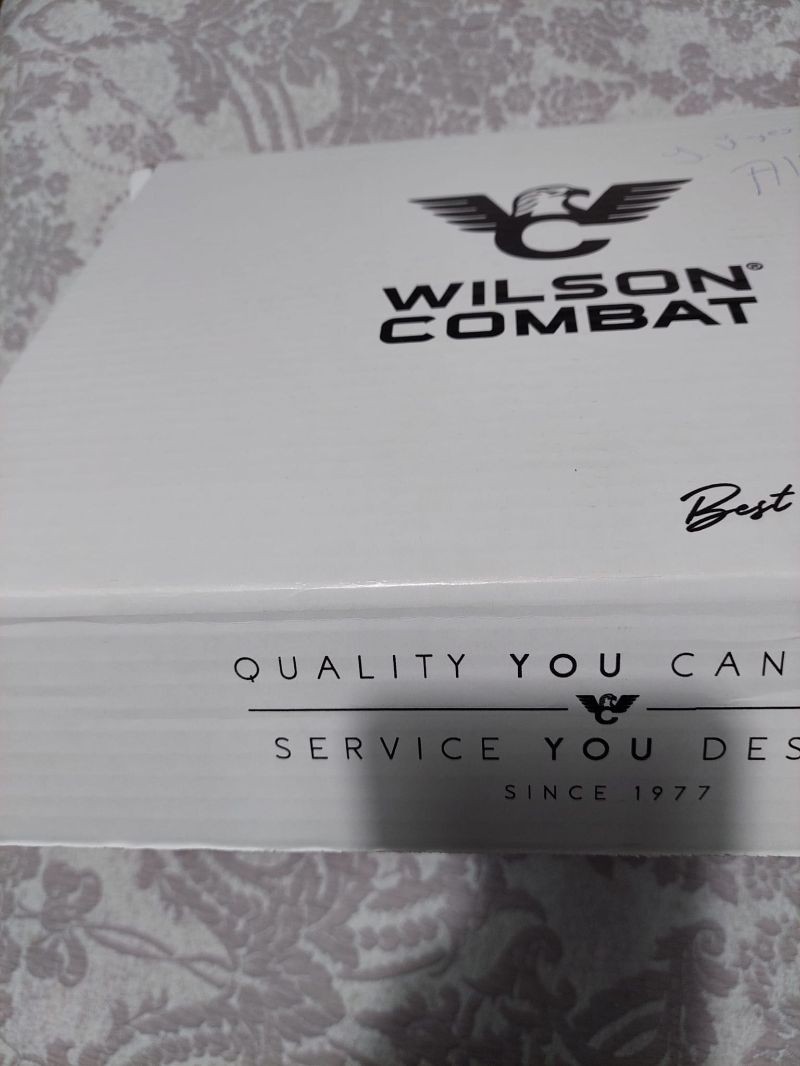 WILSON®
COMBAT
Best
QUALITY YOU CAN
SERVICE YOU DES
SINCE 1977